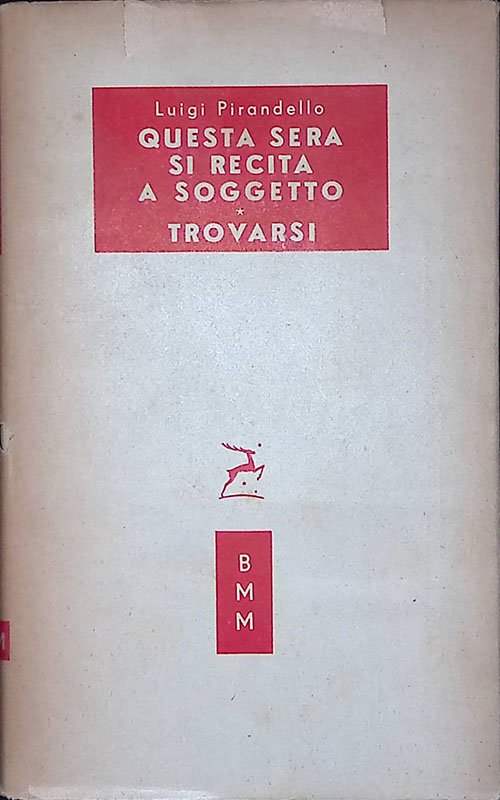 Luigi Pirandello
QUESTA SERA
SI RECITA
A SOGGETTO
*
TROVARSI
B
M
M
M